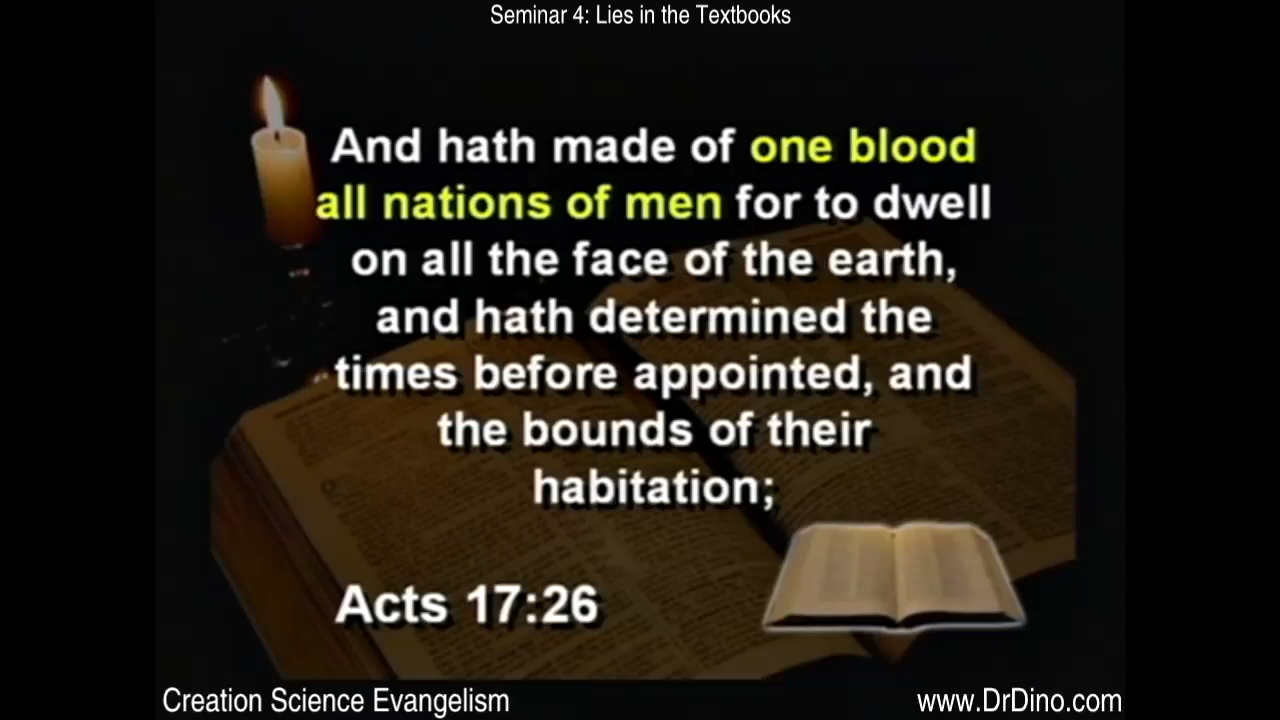 Seminar 4: Lies in the Textbooks
And hath made of one blood
all nations of men for to dwell
on all the face of the earth,
and hath determined the
times before appointed, and
the bounds of their
habitation;
Acts 17:26
Creation Science Evangelism
www.DrDino.com